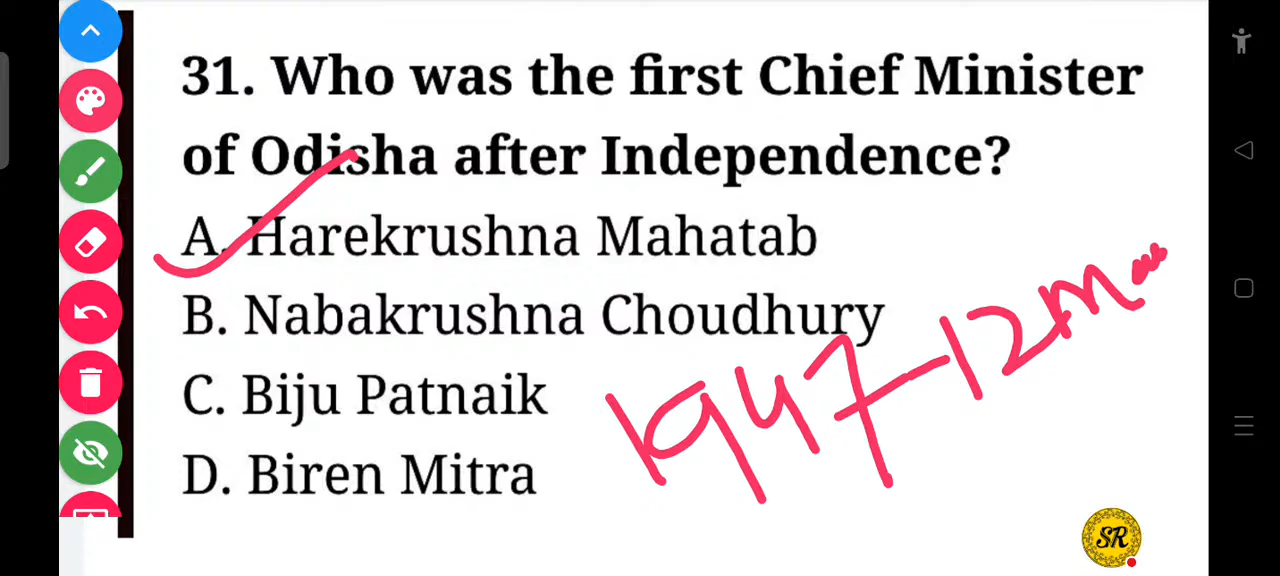 31. Who was the first Chief Minister
of Odisha after Independence?
A. Harekrushna Mahatab
B. Nabakrushna Choudhury
C. Biju Patnaik
D. Biren Mitra
1947-12
SR